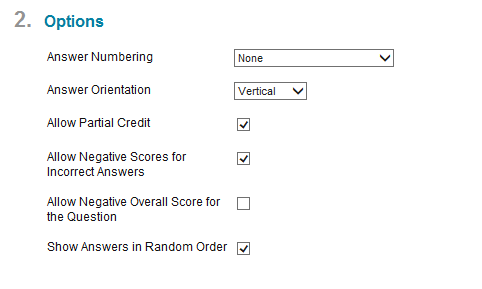 2. Options
Answer Numbering None
Answer Orientation Vertical
Allow Partial Credit
Allow Negative Scores for
Incorrect Answers
Allow Negative Overall Score for
the Question
Show Answers in Random Order